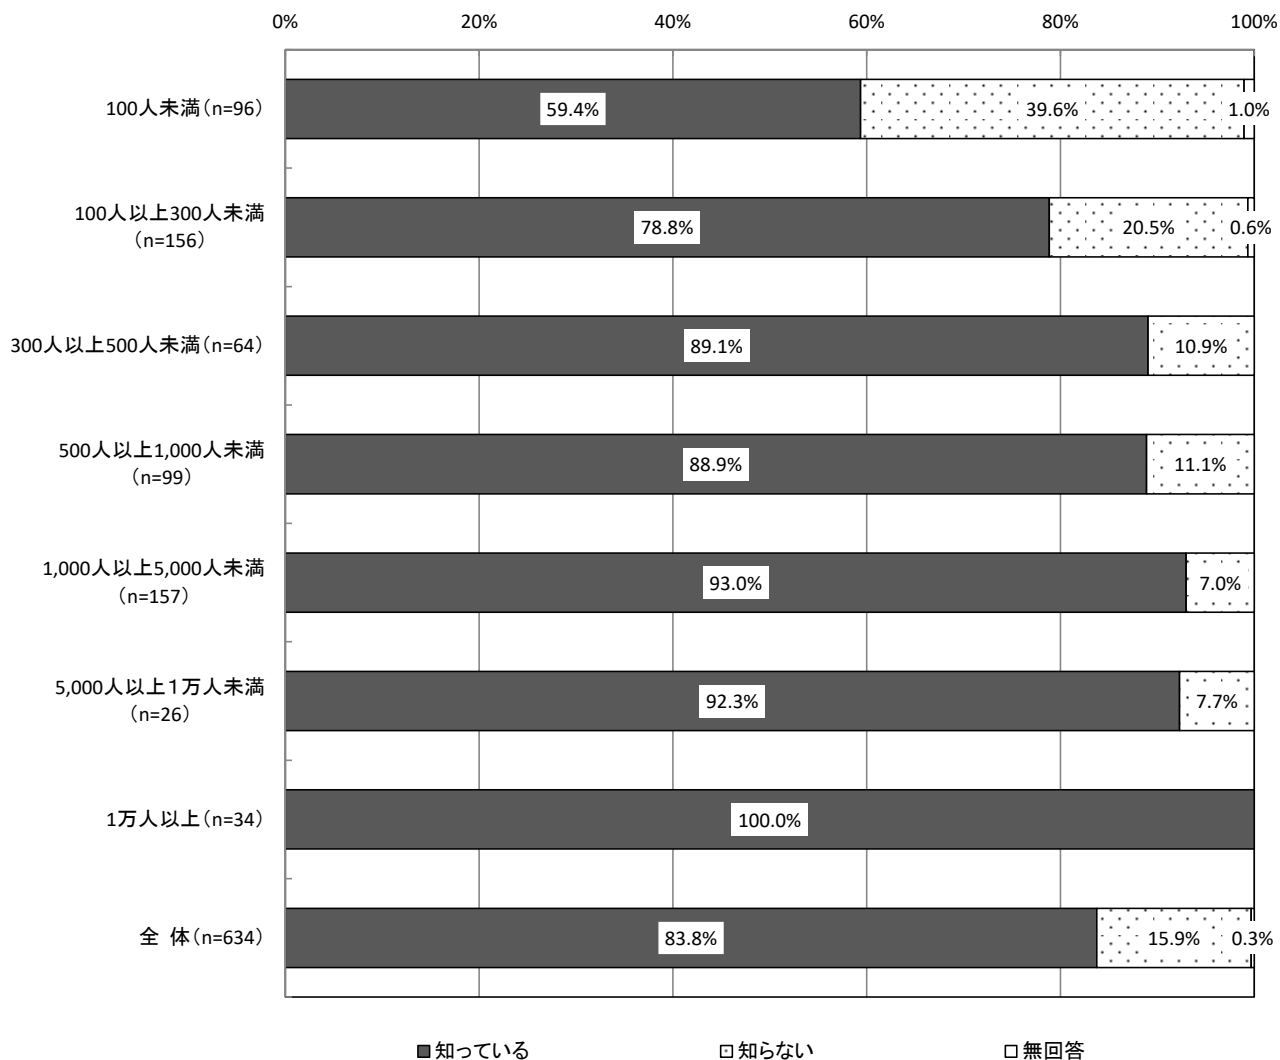 0% 20% 40% 60% 80% 100%
100人未満(n=96) 59.4% 39.6% 1.0%
100人以上300人未満
(n=156) 78.8% 20.5% 0.6%
300人以上500人未満(n=64) 89.1% 10.9%
500人以上1,000人未満
(n=99) 88.9% 11.1%
1,000人以上5,000人未満
(n=157) 93.0% 7.0%
5,000人以上1万人未満
(n=26) 92.3% 7.7%
1万人以上(n=34) 100.0%
全 体(n=634) 83.8% 15.9% 0.3%
知っている 知らない 無回答